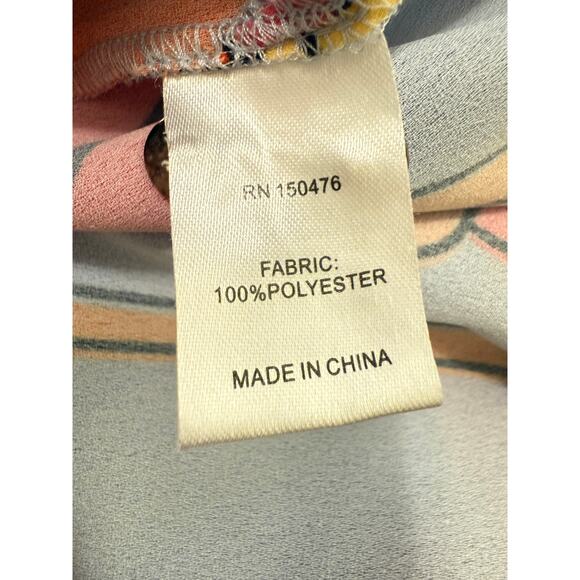 RN 150476
FABRIC:
100%POLYESTER
MADE IN CHINA